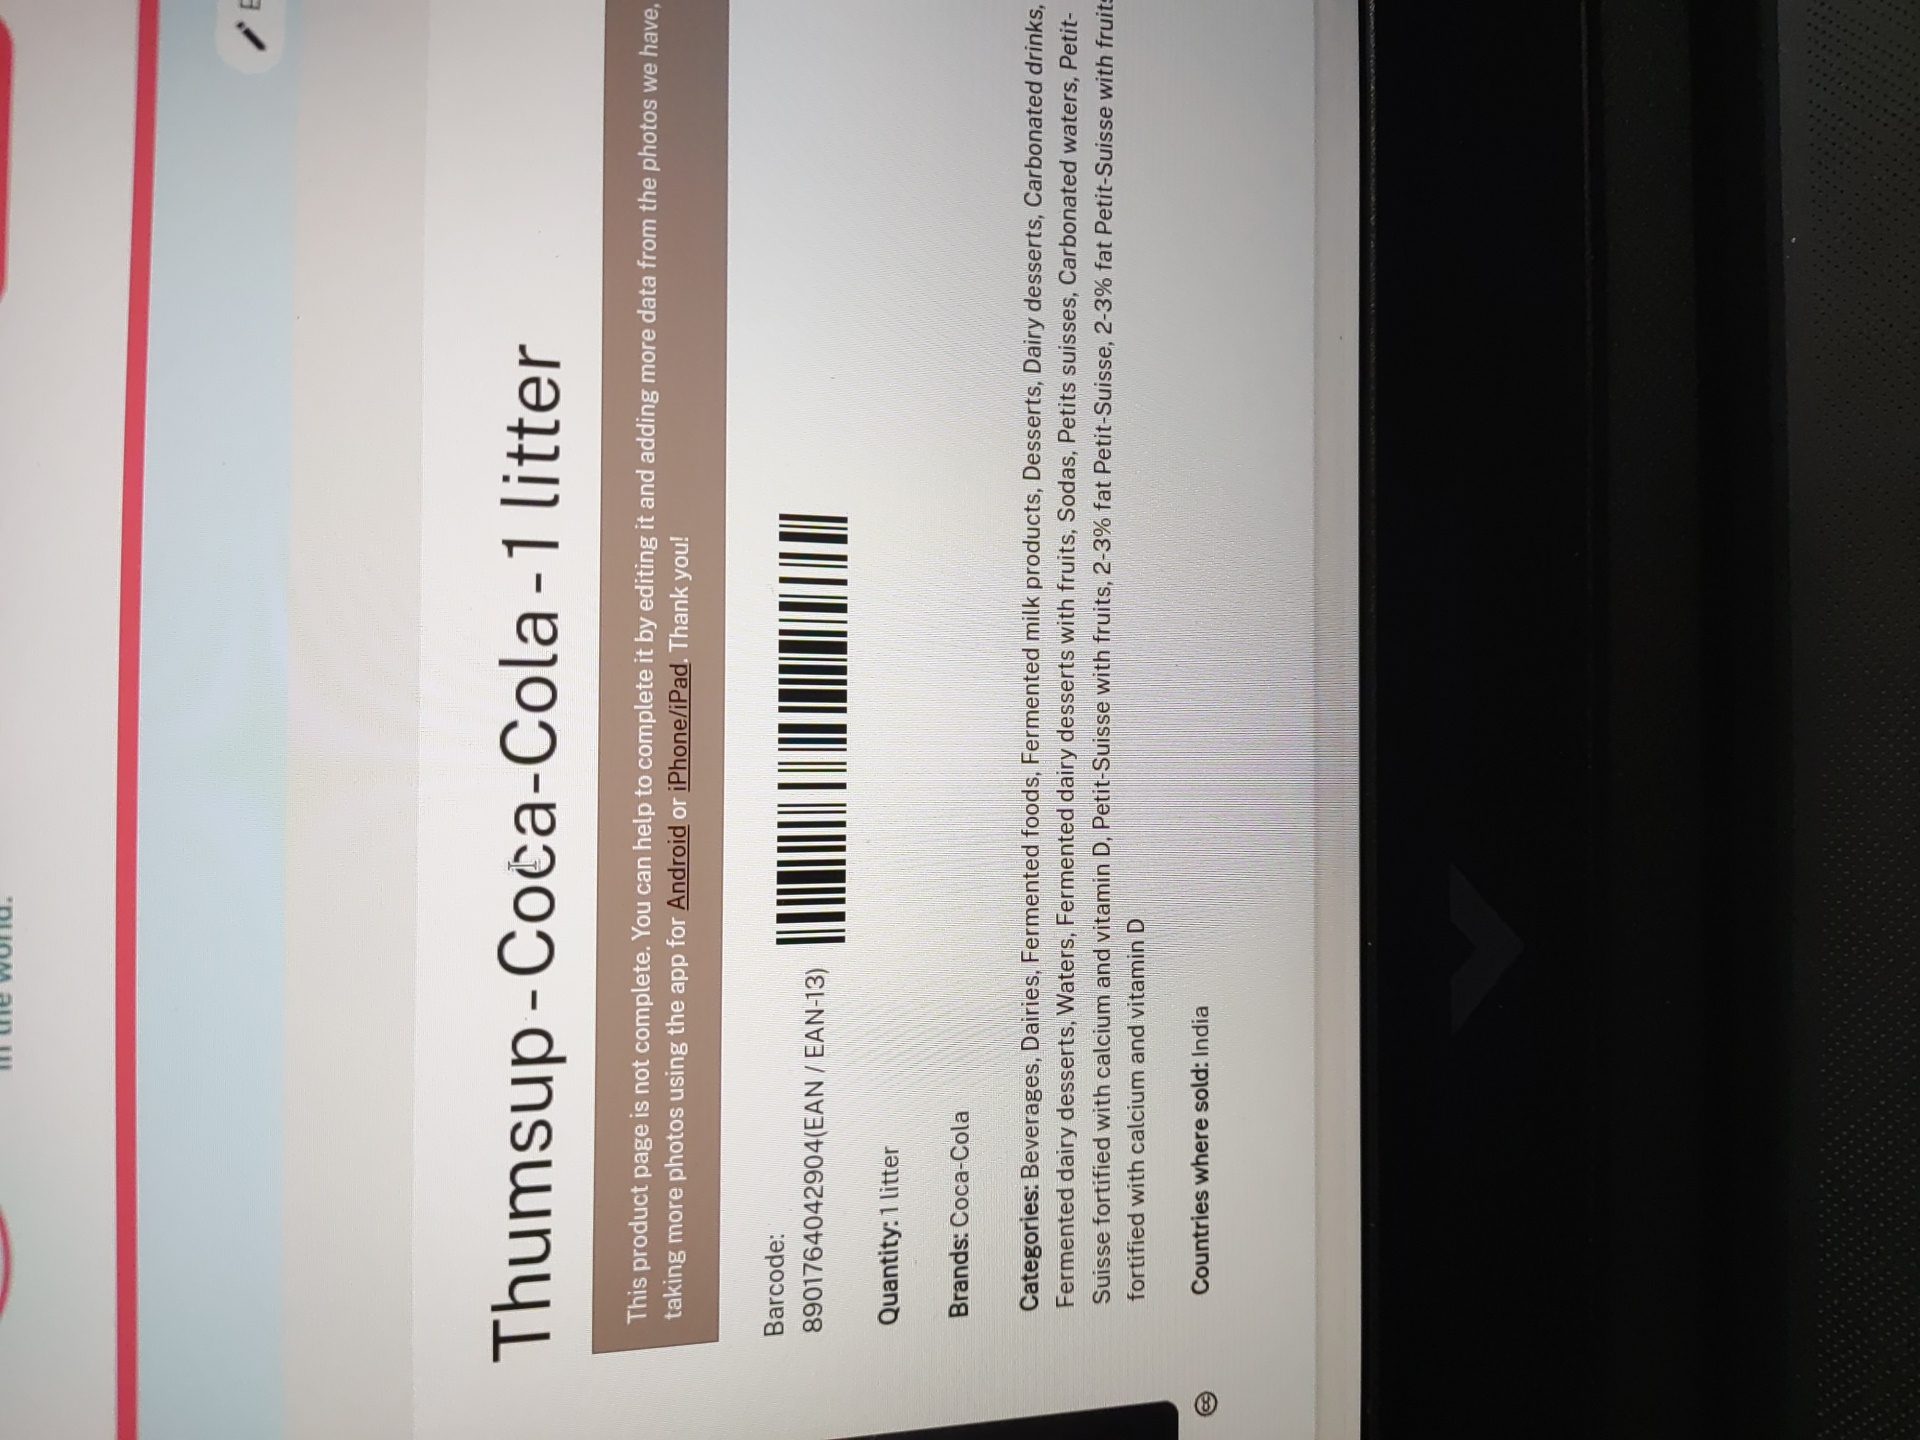 in the world.
E
Thumsup - Coca-Cola - 1 litter
This product page is not complete. You can help to complete it by editing it and adding more data from the photos we have,
taking more photos using the app for Android or iPhone/iPad. Thank you!
Barcode:
8901764042904(EAN / EAN-13)
Quantity: 1 litter
Brands: Coca-Cola
Categories: Beverages, Dairies, Fermented foods, Fermented milk products, Desserts, Dairy desserts, Carbonated drinks,
Fermented dairy desserts, Waters, Fermented dairy desserts with fruits, Sodas, Petits suisses, Carbonated waters, Petit-
Suisse fortified with calcium and vitamin D, Petit-Suisse with fruits, 2-3% fat Petit-Suisse, 2-3% fat Petit-Suisse with fruits
fortified with calcium and vitamin D
cc
Countries where sold: India